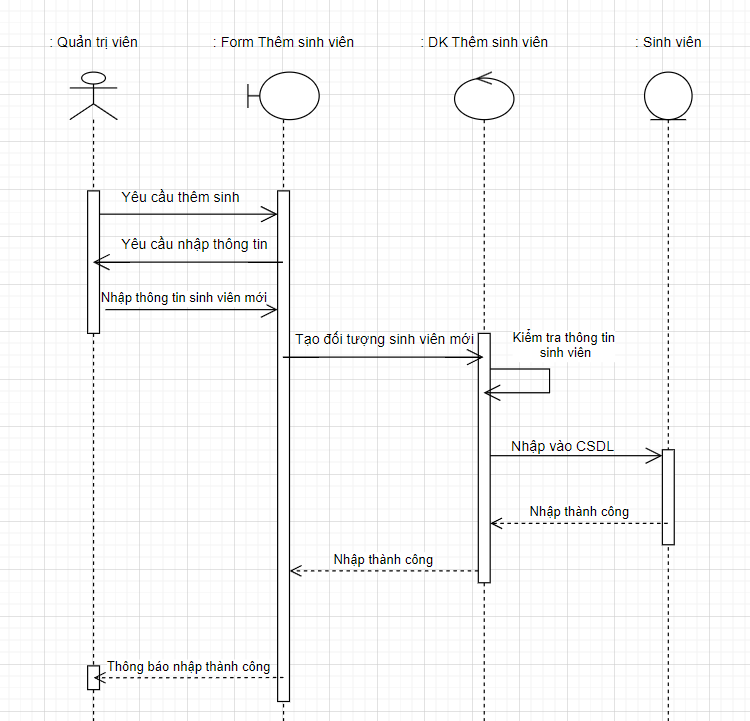 : Quản trị viên
: Form Thêm sinh viên
: DK Thêm sinh viên
: Sinh viên
Yêu cầu thêm sinh
Yêu cầu nhập thông tin
Nhập thông tin sinh viên mới
Tạo đối tượng sinh viên mới
Kiểm tra thông tin
sinh viên
Nhập vào CSDL
Nhập thành công
Nhập thành công
Thông báo nhập thành công